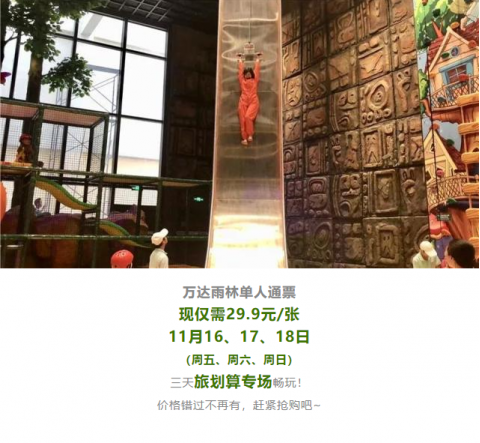 万达雨林单人通票
现仅需29.9元/张
11月16、17、18日
（周五、周六、周日）
三天旅划算专场畅玩！
价格错过不再有，赶紧抢购吧~